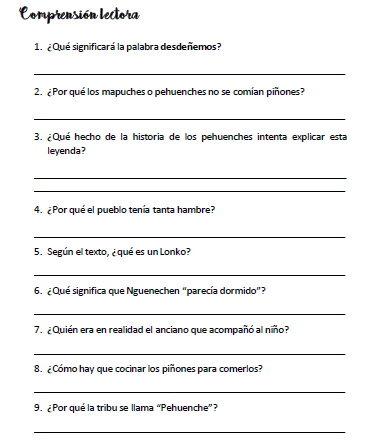 Comprensión lectora
1. ¿Qué significará la palabra desdeñemos?
2. ¿Por qué los mapuches o pehuenches no se comían piñones?
3. ¿Qué hecho de la historia de los pehuenches intenta explicar esta
leyenda?
4. ¿Por qué el pueblo tenía tanta hambre?
5. Según el texto, ¿qué es un Lonko?
6. ¿Qué significa que Nguenechen “parecía dormido”?
7. ¿Quién era en realidad el anciano que acompañó al niño?
8. ¿Cómo hay que cocinar los piñones para comerlos?
9. ¿Por qué la tribu se llama “Pehuenche”?